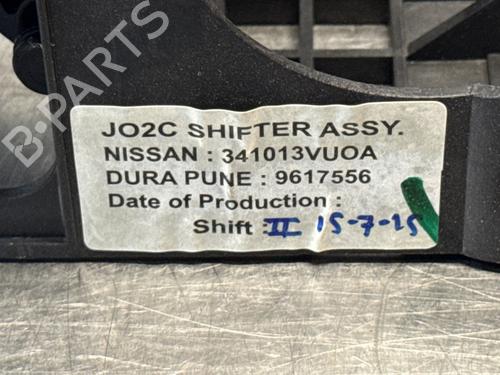 JO2C SHIFTER ASSY.
NISSAN : 341013VUOA
DURA PUNE : 9617556
Date of Production :
Shift : II 15-7-15
B-PARTS